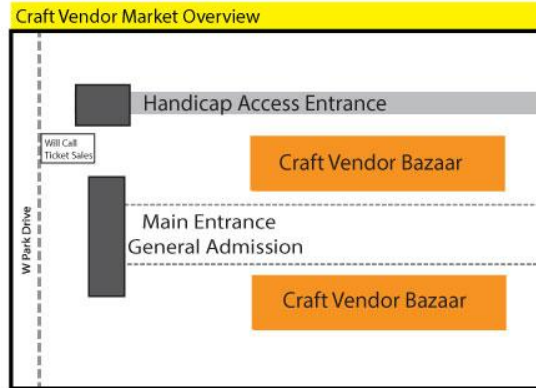 Craft Vendor Market Overview
Handicap Access Entrance
Will Call
Ticket Sales
Craft Vendor Bazaar
W Park Drive
Main Entrance
General Admission
Craft Vendor Bazaar